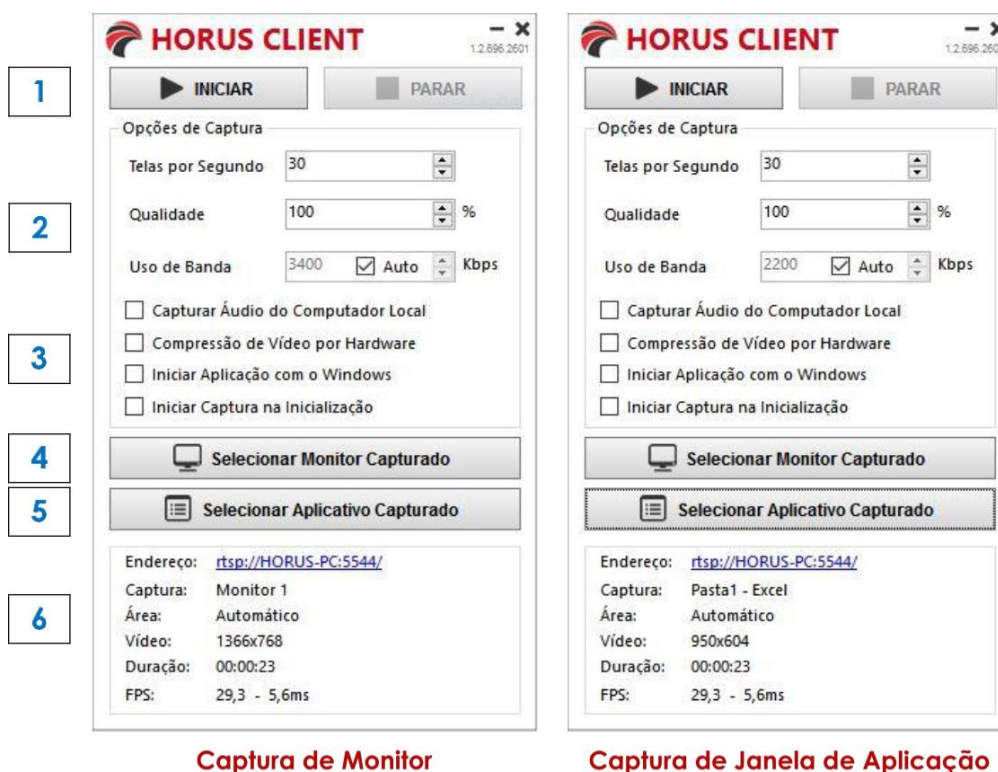 HORUS CLIENT
1.2.696.2601
1
INICIAR
PARAR
Opções de Captura
Telas por Segundo
30
2
Qualidade
100
%
Uso de Banda
3400
Auto
Kbps
3
Capturar Áudio do Computador Local
Compressão de Vídeo por Hardware
Iniciar Aplicação com o Windows
Iniciar Captura na Inicialização
4
Selecionar Monitor Capturado
5
Selecionar Aplicativo Capturado
6
Endereço: rtsp://HORUS-PC:5544/
Captura: Monitor 1
Área: Automático
Vídeo: 1366x768
Duração: 00:00:23
FPS: 29,3 - 5,6ms
Captura de Monitor
HORUS CLIENT
1.2.696.260
INICIAR
PARAR
Opções de Captura
Telas por Segundo
30
Qualidade
100
%
Uso de Banda
2200
Auto
Kbps
Capturar Áudio do Computador Local
Compressão de Vídeo por Hardware
Iniciar Aplicação com o Windows
Iniciar Captura na Inicialização
Selecionar Monitor Capturado
Selecionar Aplicativo Capturado
Endereço: rtsp://HORUS-PC:5544/
Captura: Pasta1 - Excel
Área: Automático
Vídeo: 950x604
Duração: 00:00:23
FPS: 29,3 - 5,6ms
Captura de Janela de Aplicação